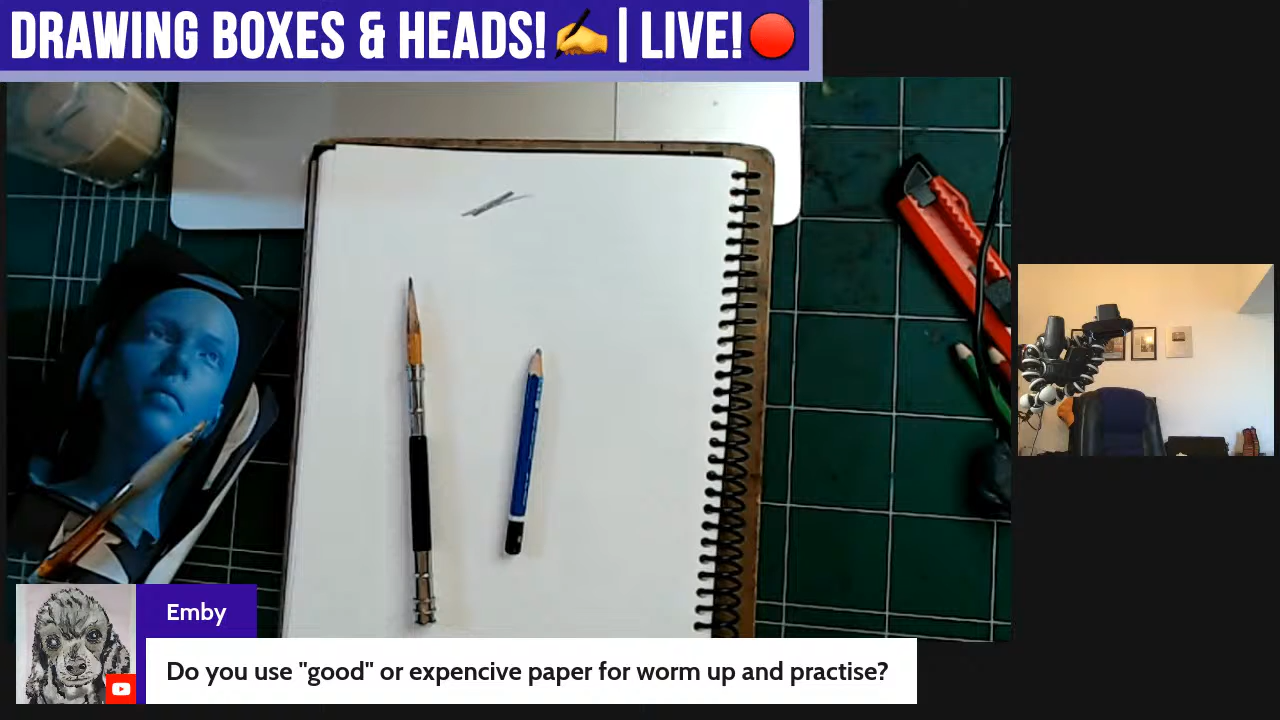 DRAWING BOXES & HEADS!✍️| LIVE!🔴
Emby
Do you use "good" or expencive paper for worm up and practise?